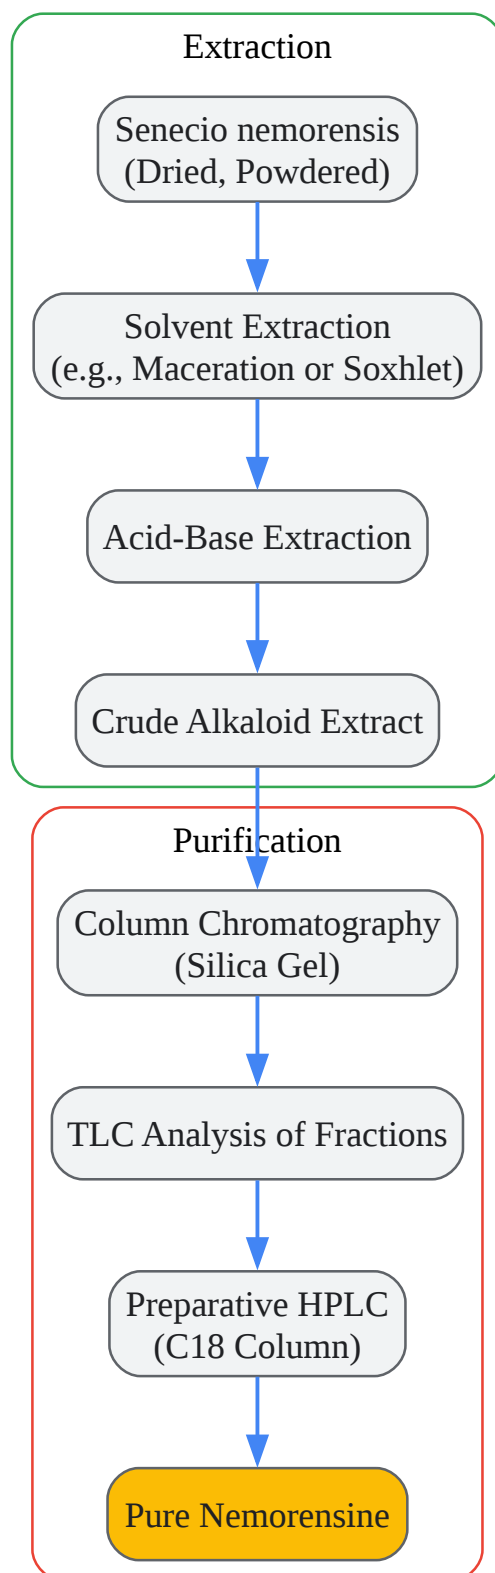 Extraction
Senecio nemorensis
(Dried, Powdered)
Solvent Extraction
(e.g., Maceration or Soxhlet)
Acid-Base Extraction
Crude Alkaloid Extract
Purification
Column Chromatography
(Silica Gel)
TLC Analysis of Fractions
Preparative HPLC
(C18 Column)
Pure Nemorensine